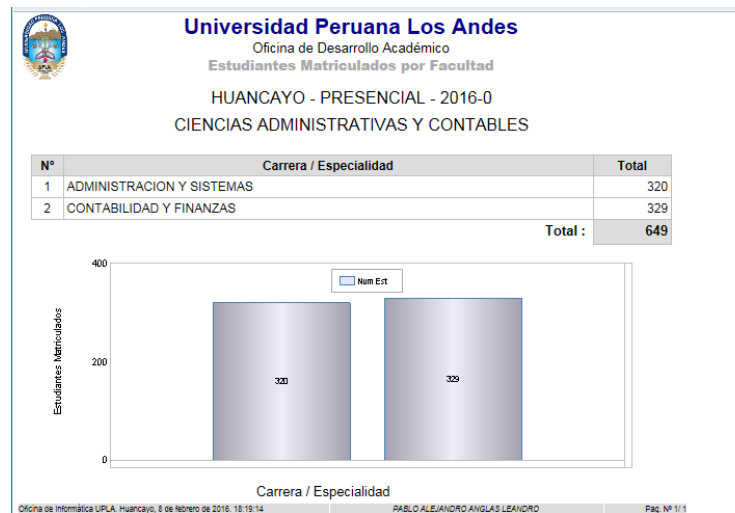 Universidad Peruana Los Andes
Oficina de Desarrollo Académico
Estudiantes Matriculados por Facultad
HUANCAYO - PRESENCIAL - 2016-0
CIENCIAS ADMINISTRATIVAS Y CONTABLES
Nº Carrera / Especialidad Total
1 ADMINISTRACION Y SISTEMAS 320
2 CONTABILIDAD Y FINANZAS 329
Total : 649
400
Num Est
Estudiantes Matriculados
200
320
329
0
Carrera / Especialidad
Oficina de Informática UPLA. Huancayo, 8 de febrero de 2016. 18:19:14 PABLO ALEJANDRO ANGLAS LEANDRO Pag. Nº 1/ 1